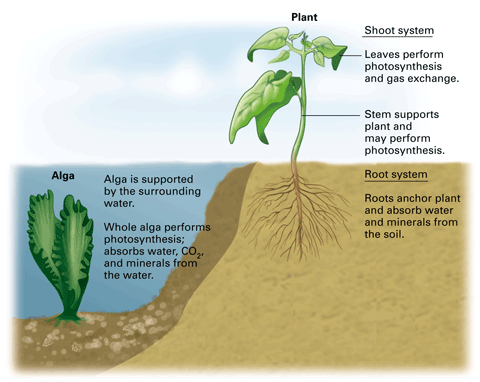 Plant
Shoot system
Leaves perform
photosynthesis
and gas exchange.
Stem supports
plant and
may perform
photosynthesis.
Root system
Roots anchor plant
and absorb water
and minerals from
the soil.
Alga
Alga is supported
by the surrounding
water.
Whole alga performs
photosynthesis;
absorbs water, CO₂,
and minerals from
the water.